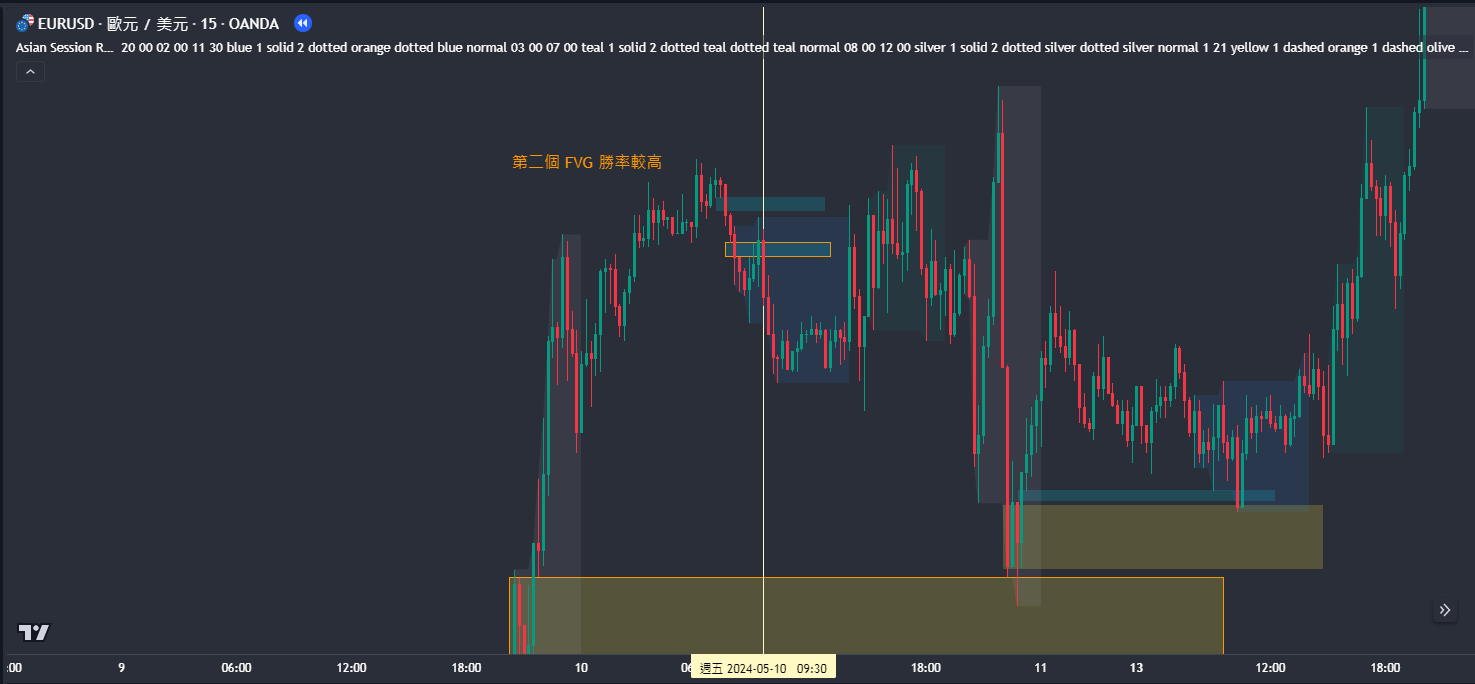 EURUSD · 歐元 / 美元 · 15 · OANDA
Asian Session R... 20 00 02 00 11 30 blue 1 solid 2 dotted orange dotted blue normal 03 00 07 00 teal 1 solid 2 dotted teal dotted teal normal 08 00 12 00 silver 1 solid 2 dotted silver dotted silver normal 1 21 yellow 1 dashed orange 1 dashed olive ...
第二個 FVG 勝率較高
:00 9 06:00 12:00 18:00 10 週五 2024-05-10 09:30 18:00 11 13 12:00 18:00